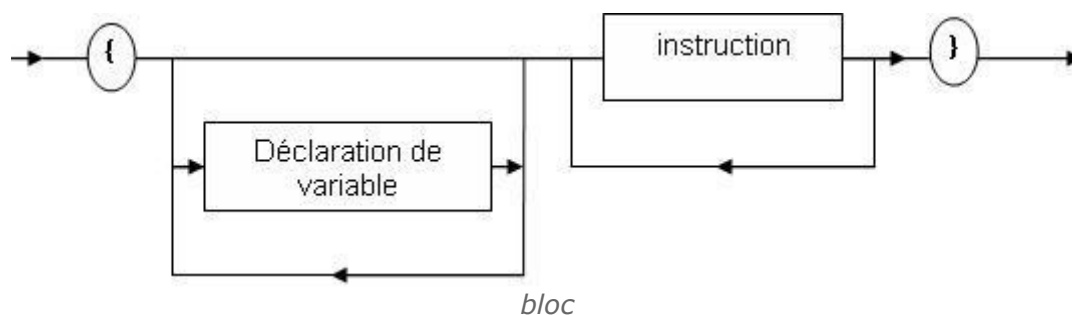 {
instruction
}
Déclaration de
variable
bloc